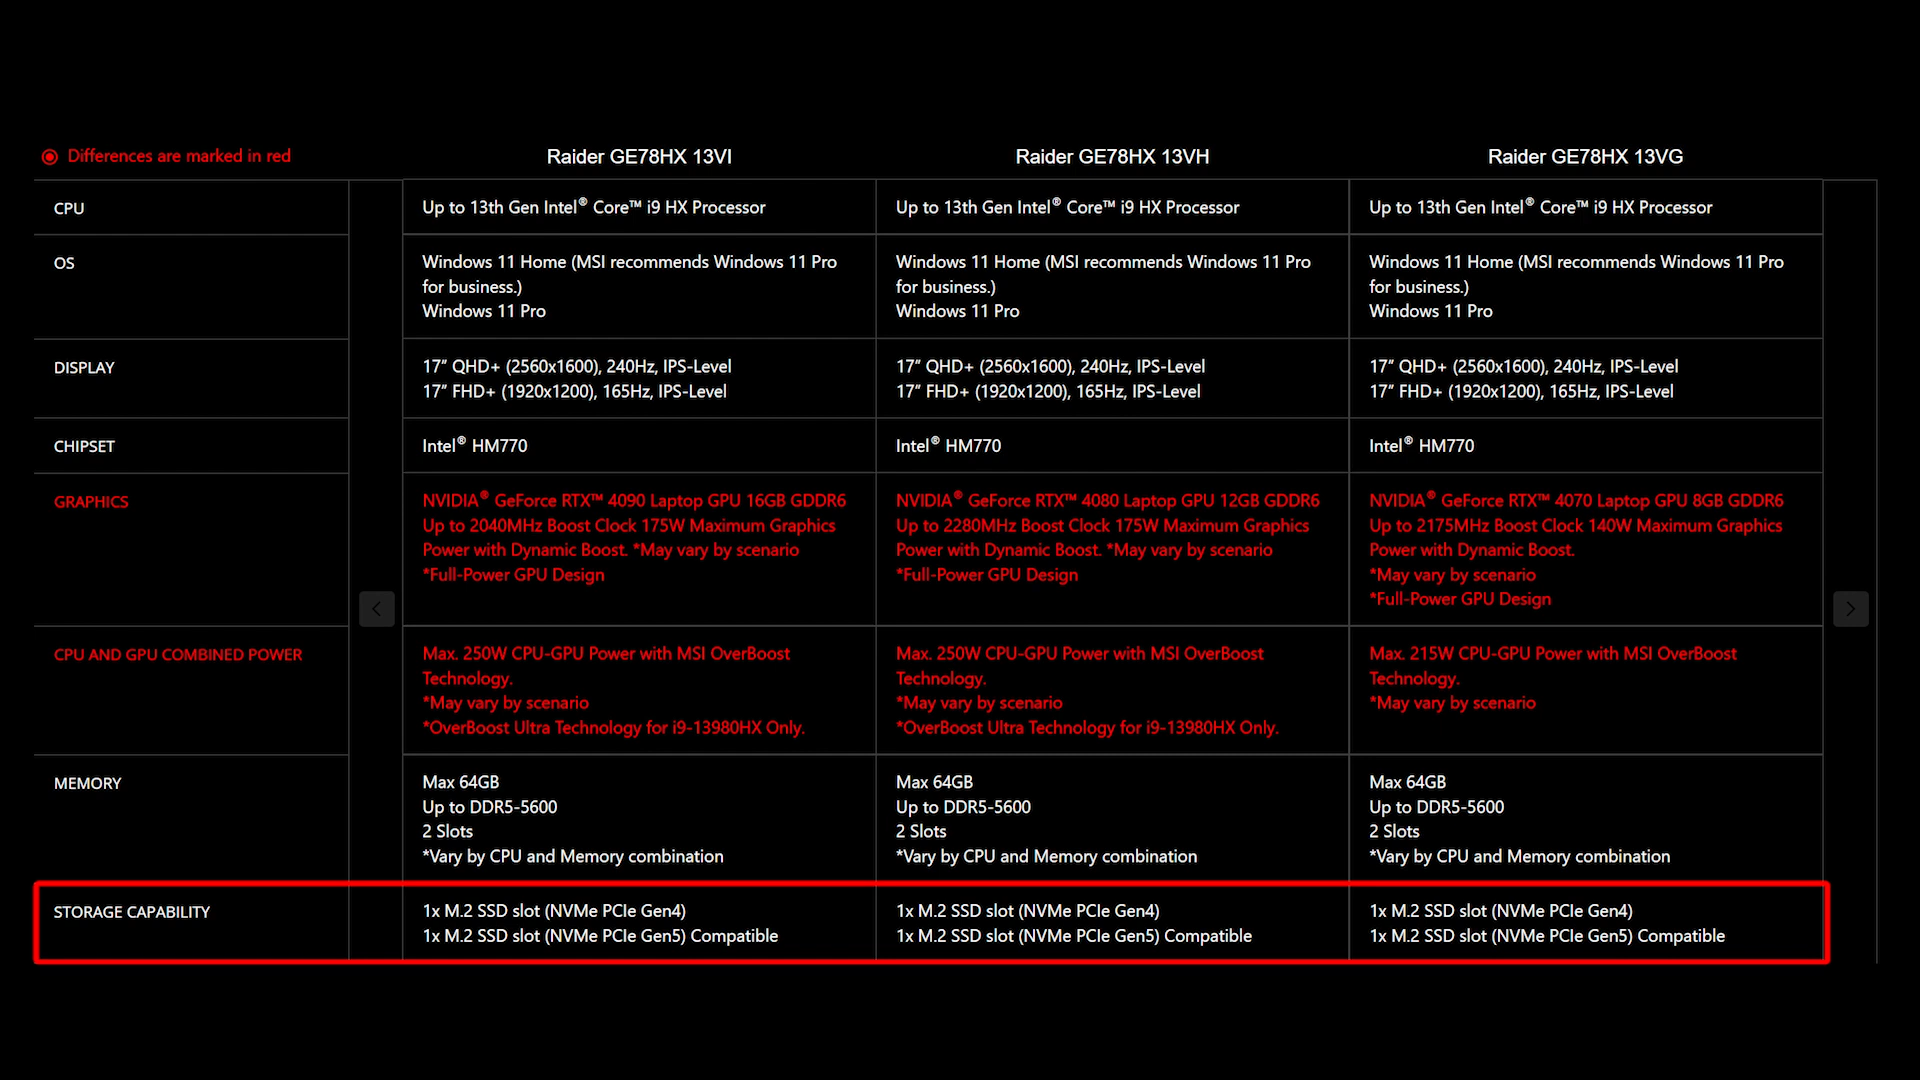 Differences are marked in red
Raider GE78HX 13VI
Raider GE78HX 13VH
Raider GE78HX 13VG
CPU
Up to 13th Gen Intel® Core™ i9 HX Processor
Up to 13th Gen Intel® Core™ i9 HX Processor
Up to 13th Gen Intel® Core™ i9 HX Processor
OS
Windows 11 Home (MSI recommends Windows 11 Pro
for business.)
Windows 11 Pro
Windows 11 Home (MSI recommends Windows 11 Pro
for business.)
Windows 11 Pro
Windows 11 Home (MSI recommends Windows 11 Pro
for business.)
Windows 11 Pro
DISPLAY
17” QHD+ (2560x1600), 240Hz, IPS-Level
17” FHD+ (1920x1200), 165Hz, IPS-Level
17” QHD+ (2560x1600), 240Hz, IPS-Level
17” FHD+ (1920x1200), 165Hz, IPS-Level
17” QHD+ (2560x1600), 240Hz, IPS-Level
17” FHD+ (1920x1200), 165Hz, IPS-Level
CHIPSET
Intel® HM770
Intel® HM770
Intel® HM770
GRAPHICS
NVIDIA® GeForce RTX™ 4090 Laptop GPU 16GB GDDR6
Up to 2040MHz Boost Clock 175W Maximum Graphics
Power with Dynamic Boost. *May vary by scenario
*Full-Power GPU Design
NVIDIA® GeForce RTX™ 4080 Laptop GPU 12GB GDDR6
Up to 2280MHz Boost Clock 175W Maximum Graphics
Power with Dynamic Boost. *May vary by scenario
*Full-Power GPU Design
NVIDIA® GeForce RTX™ 4070 Laptop GPU 8GB GDDR6
Up to 2175MHz Boost Clock 140W Maximum Graphics
Power with Dynamic Boost.
*May vary by scenario
*Full-Power GPU Design
CPU AND GPU COMBINED POWER
Max. 250W CPU-GPU Power with MSI OverBoost
Technology.
*May vary by scenario
*OverBoost Ultra Technology for i9-13980HX Only.
Max. 250W CPU-GPU Power with MSI OverBoost
Technology.
*May vary by scenario
*OverBoost Ultra Technology for i9-13980HX Only.
Max. 215W CPU-GPU Power with MSI OverBoost
Technology.
*May vary by scenario
MEMORY
Max 64GB
Up to DDR5-5600
2 Slots
*Vary by CPU and Memory combination
Max 64GB
Up to DDR5-5600
2 Slots
*Vary by CPU and Memory combination
Max 64GB
Up to DDR5-5600
2 Slots
*Vary by CPU and Memory combination
STORAGE CAPABILITY
1x M.2 SSD slot (NVMe PCIe Gen4)
1x M.2 SSD slot (NVMe PCIe Gen5) Compatible
1x M.2 SSD slot (NVMe PCIe Gen4)
1x M.2 SSD slot (NVMe PCIe Gen5) Compatible
1x M.2 SSD slot (NVMe PCIe Gen4)
1x M.2 SSD slot (NVMe PCIe Gen5) Compatible